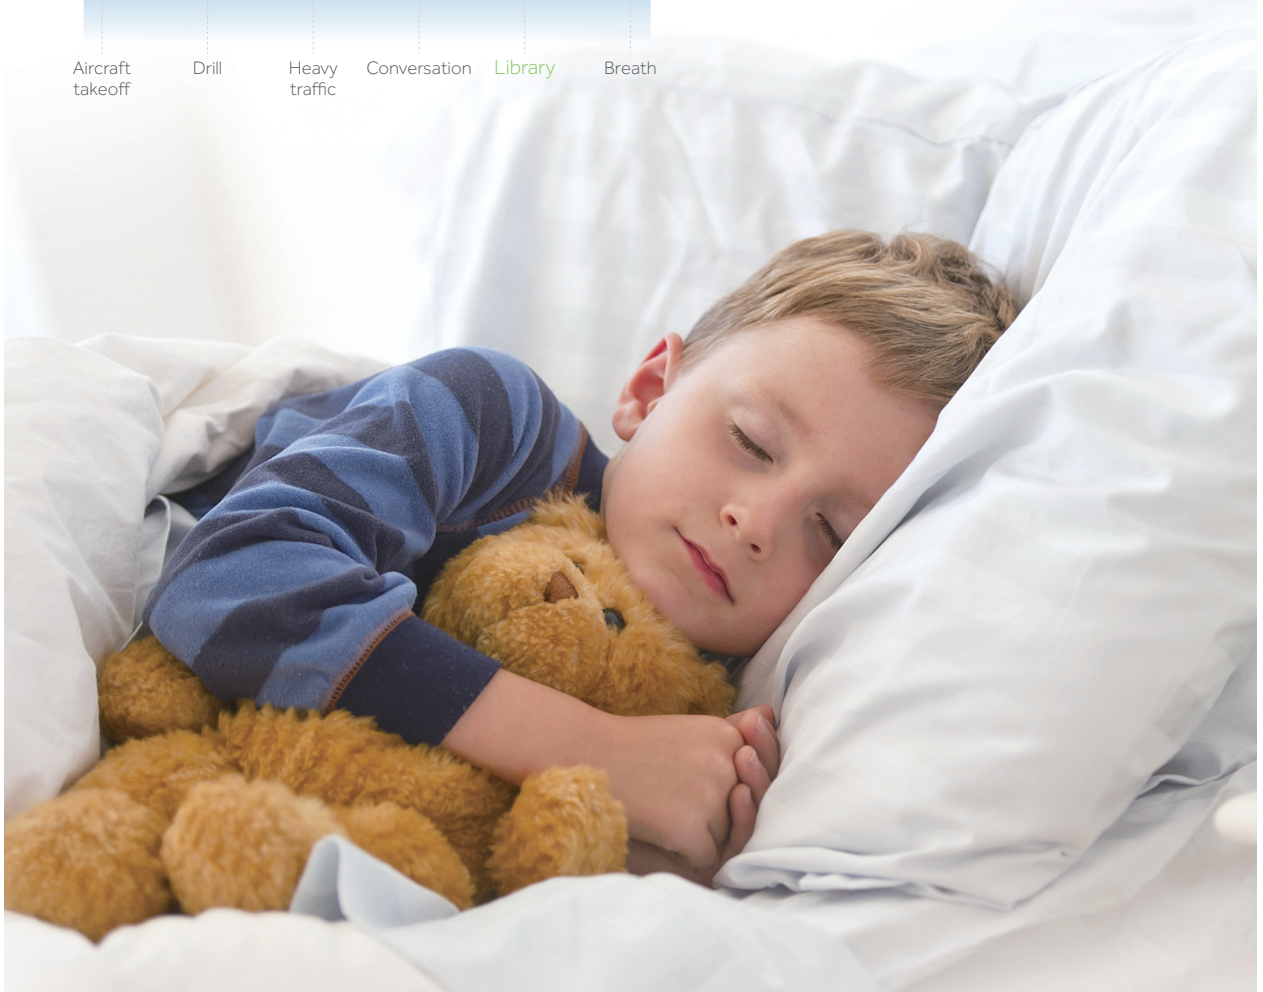 Aircraft
takeoff
Drill
Heavy
traffic
Conversation
Library
Breath